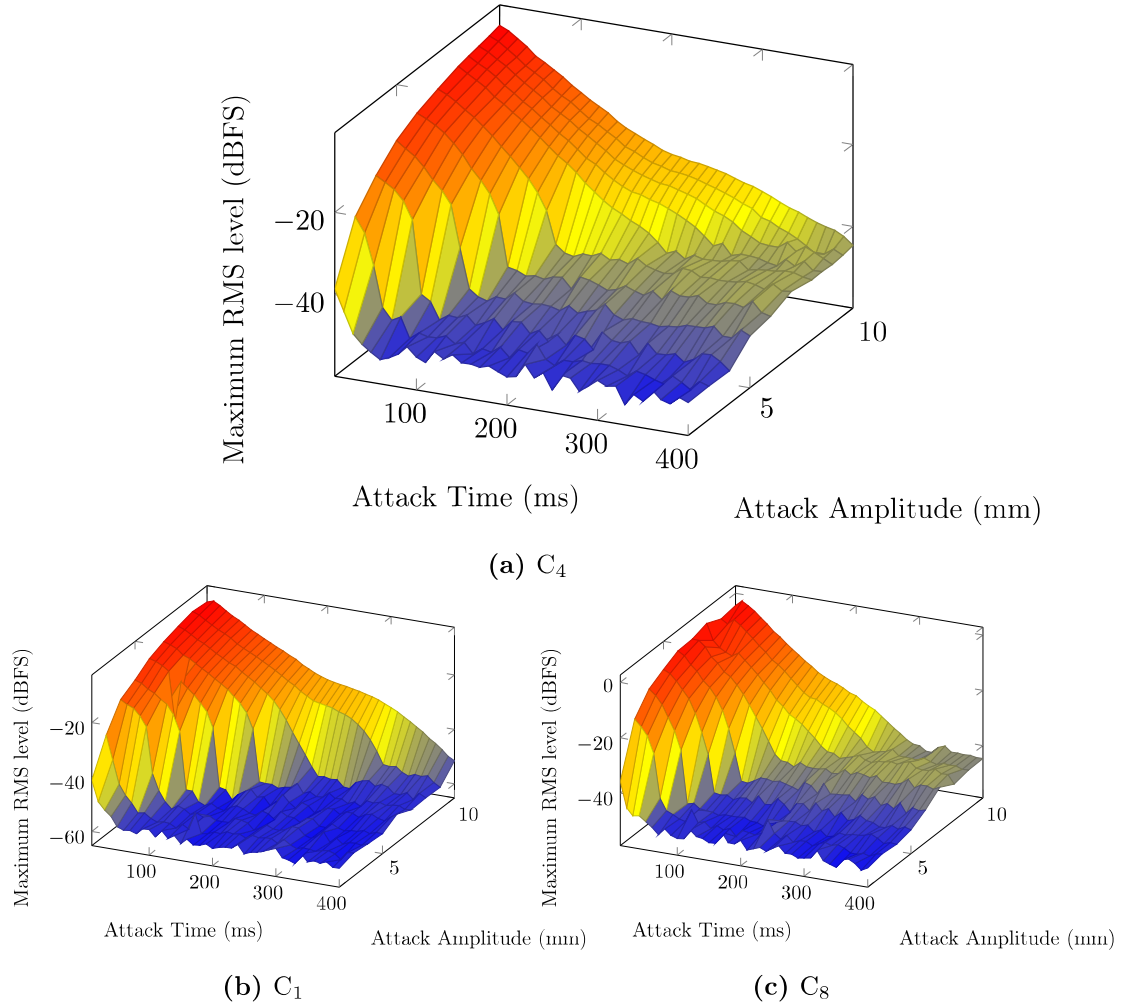 Maximum RMS level (dBFS)
−20
−40
100
200
300
400
5
10
Attack Time (ms)
Attack Amplitude (mm)
(a) C₄
Maximum RMS level (dBFS)
−20
−40
−60
100
200
300
400
5
10
Attack Time (ms)
Attack Amplitude (mm)
(b) C₁
Maximum RMS level (dBFS)
0
−20
−40
100
200
300
400
5
10
Attack Time (ms)
Attack Amplitude (mm)
(c) C₈